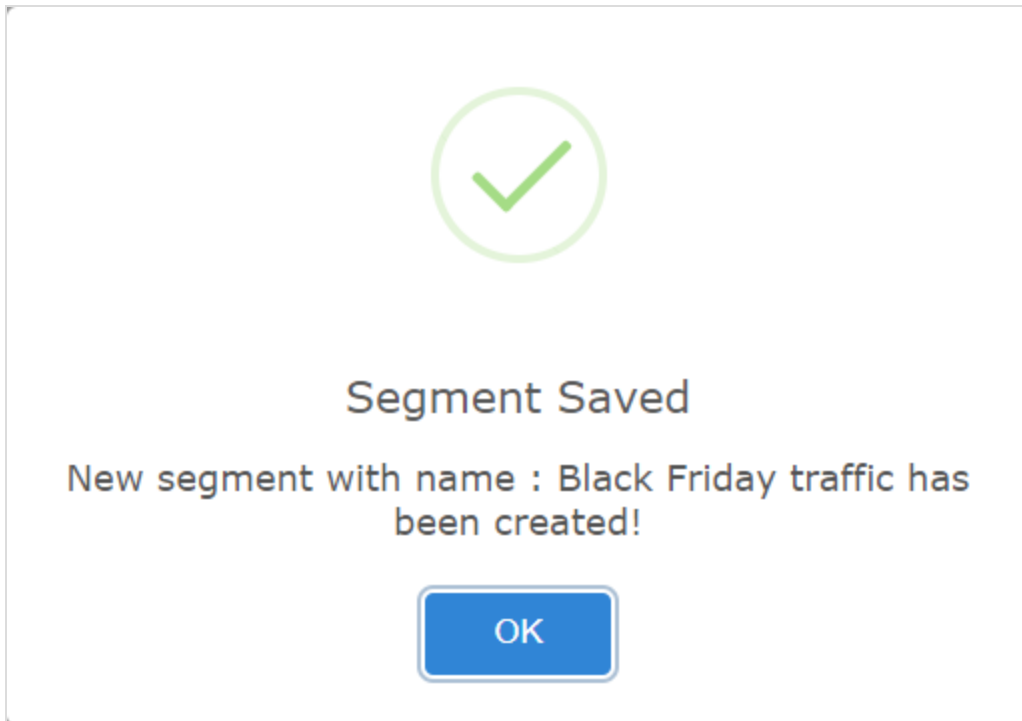 Segment Saved
New segment with name : Black Friday traffic has
been created!
OK